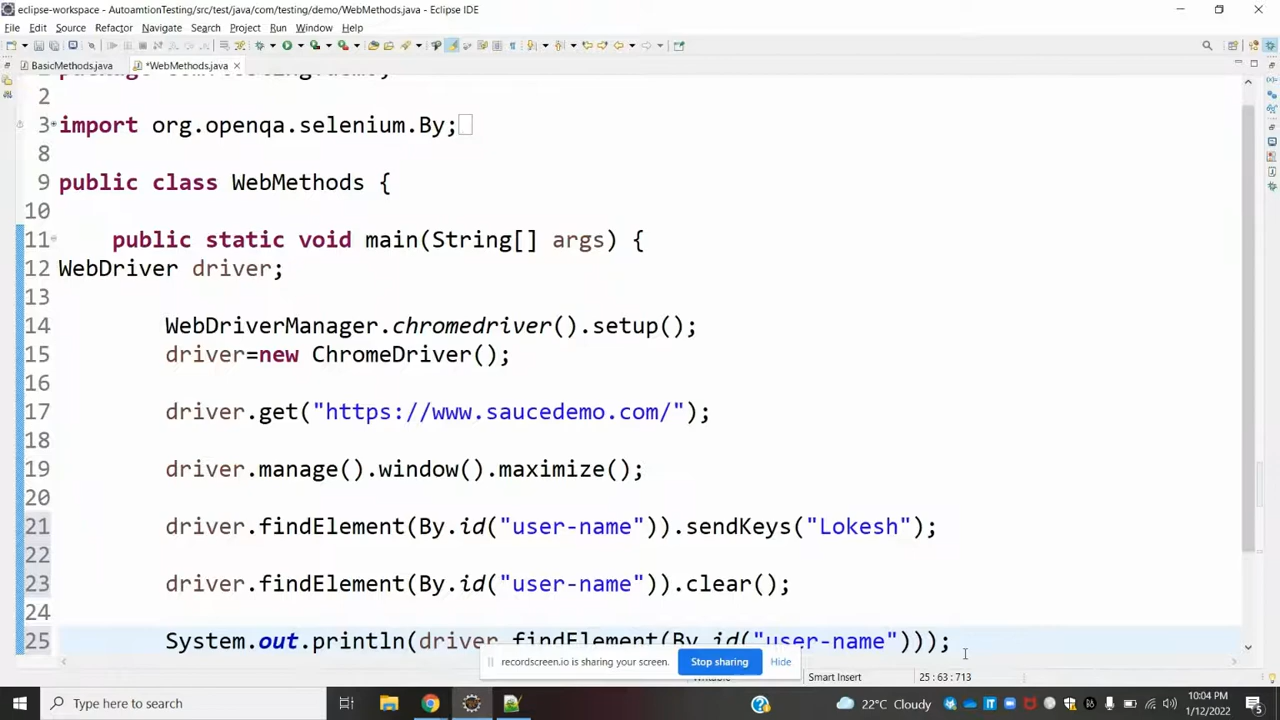 eclipse-workspace - AutoamtionTesting/src/test/java/com/testing/demo/WebMethods.java - Eclipse IDE
File Edit Source Refactor Navigate Search Project Run Window Help
BasicMethods.java *WebMethods.java
2
3 import org.openqa.selenium.By;
8
9 public class WebMethods {
10
11 public static void main(String[] args) {
12 WebDriver driver;
13
14 WebDriverManager.chromedriver().setup();
15 driver=new ChromeDriver();
16
17 driver.get("https://www.saucedemo.com/");
18
19 driver.manage().window().maximize();
20
21 driver.findElement(By.id("user-name")).sendKeys("Lokesh");
22
23 driver.findElement(By.id("user-name")).clear();
24
25 System.out.println(driver.findElement(By.id("user-name")));
recordscreen.io is sharing your screen. Stop sharing Hide
Writable Smart Insert 25 : 63 : 713
Type here to search 22°C Cloudy 10:04 PM
1/12/2022 5